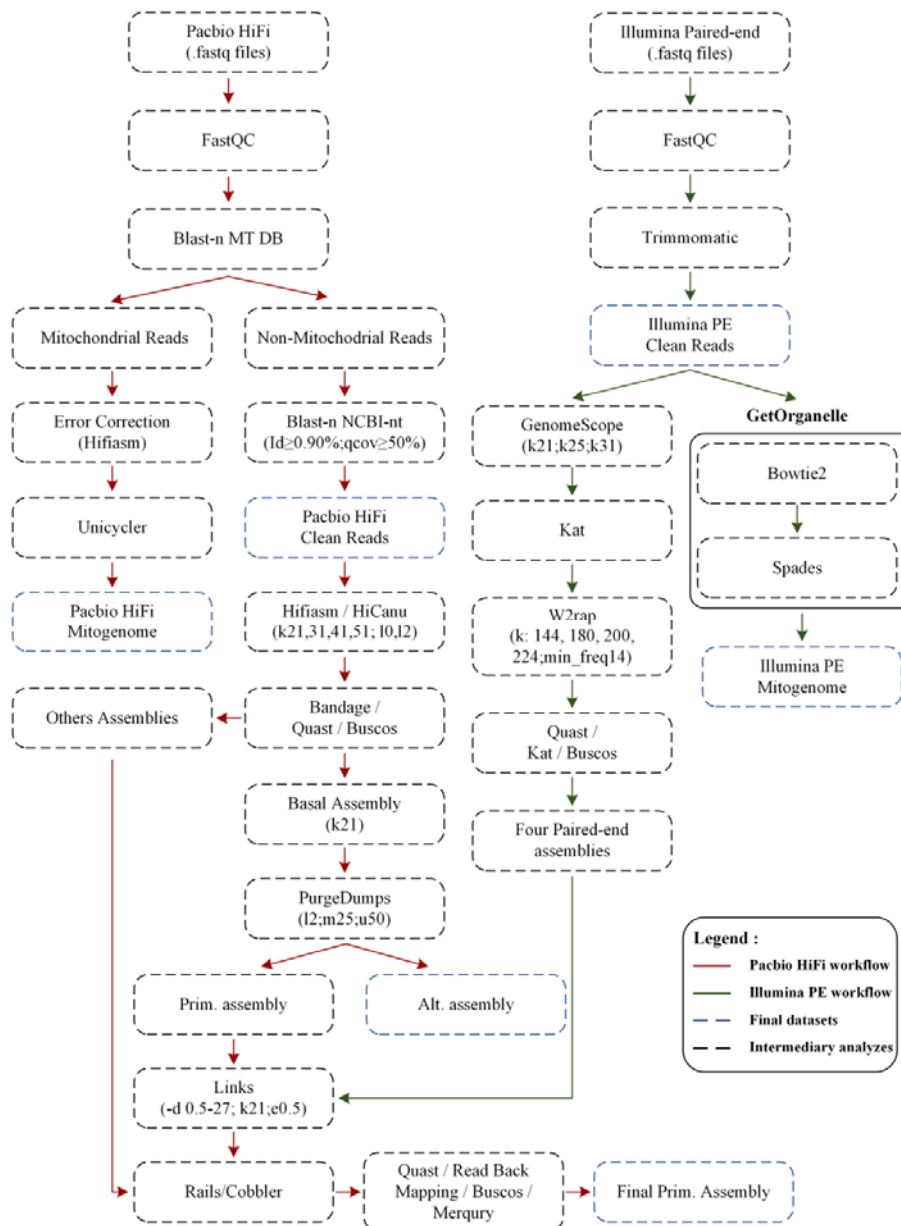 Pacbio HiFi
(.fastq files)
Illumina Paired-end
(.fastq files)
FastQC
FastQC
Blast-n MT DB
Trimmomatic
Mitochondrial Reads
Non-Mitochodrial Reads
Illumina PE
Clean Reads
Error Correction
(Hifiasm)
Blast-n NCBI-nt
(Id≥0.90%;qcov≥50%)
GenomeScope
(k21;k25;k31)
GetOrganelle
Bowtie2
Unicycler
Pacbio HiFi
Clean Reads
Kat
Spades
Pacbio HiFi
Mitogenome
Hifiasm / HiCanu
(k21,31,41,51; l0,l2)
W2rap
(k: 144, 180, 200,
224;min_freq14)
Illumina PE
Mitogenome
Others Assemblies
Bandage /
Quast / Buscos
Quast /
Kat / Buscos
Basal Assembly
(k21)
Four Paired-end
assemblies
PurgeDumps
(l2;m25;u50)
Prim. assembly
Alt. assembly
Links
(-d 0.5-27; k21;e0.5)
Rails/Cobbler
Quast / Read Back
Mapping / Buscos /
Merqury
Final Prim. Assembly
Legend :
Pacbio HiFi workflow
Illumina PE workflow
Final datasets
Intermediary analyzes